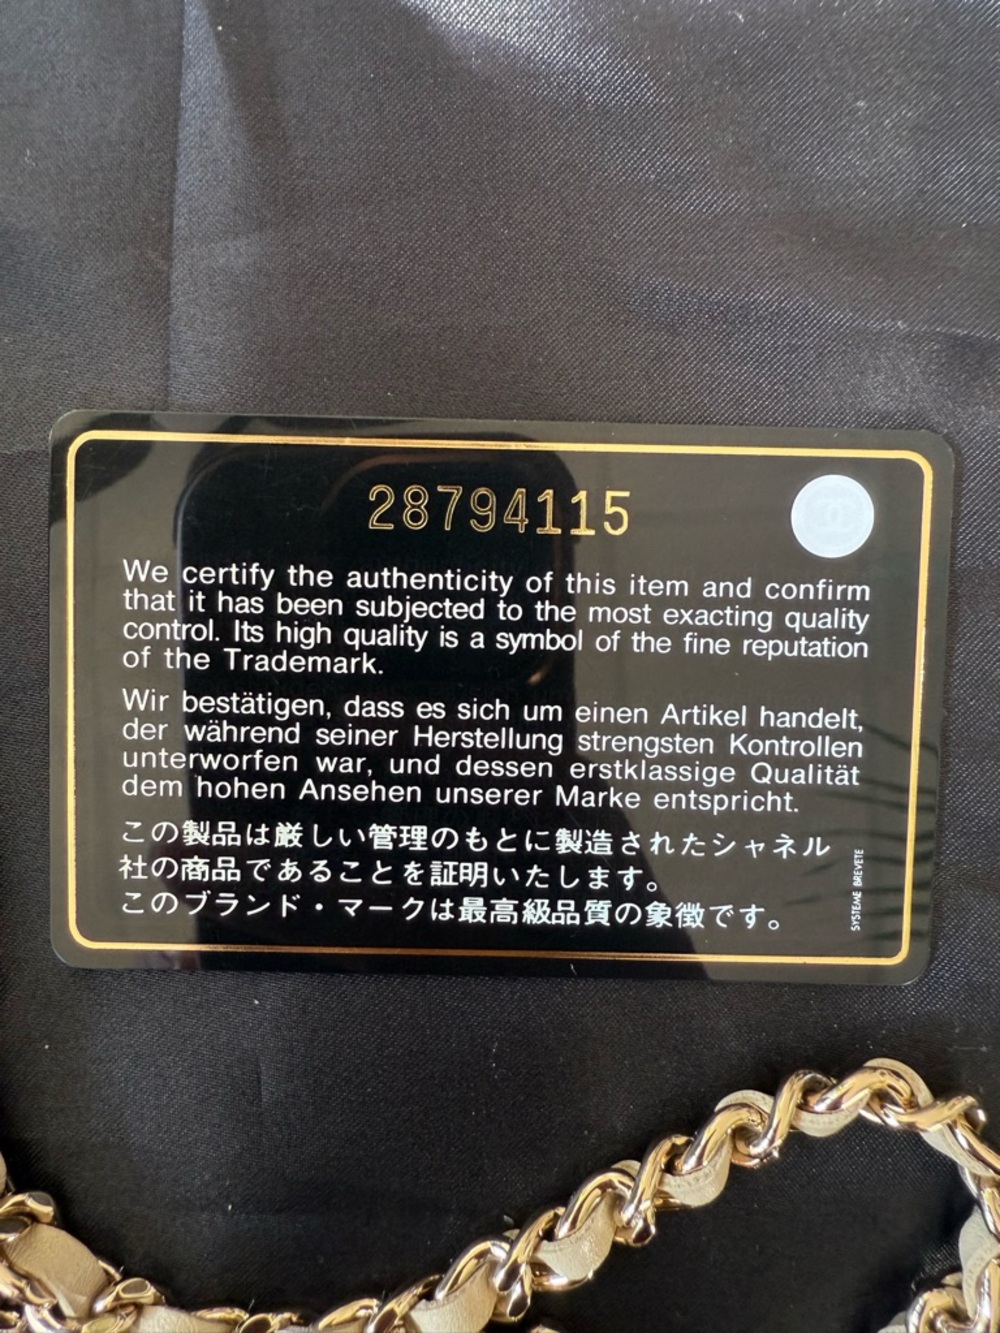 28794115
We certify the authenticity of this item and confirm
that it has been subjected to the most exacting quality
control. Its high quality is a symbol of the fine reputation
of the Trademark.
Wir bestätigen, dass es sich um einen Artikel handelt,
der während seiner Herstellung strengsten Kontrollen
unterworfen war, und dessen erstklassige Qualität
dem hohen Ansehen unserer Marke entspricht.
この製品は厳しい管理のもとに製造されたシャネル
社の商品であることを証明いたします。
このブランド・マークは最高級品質の象徴です。
SYSTEME BREVETE